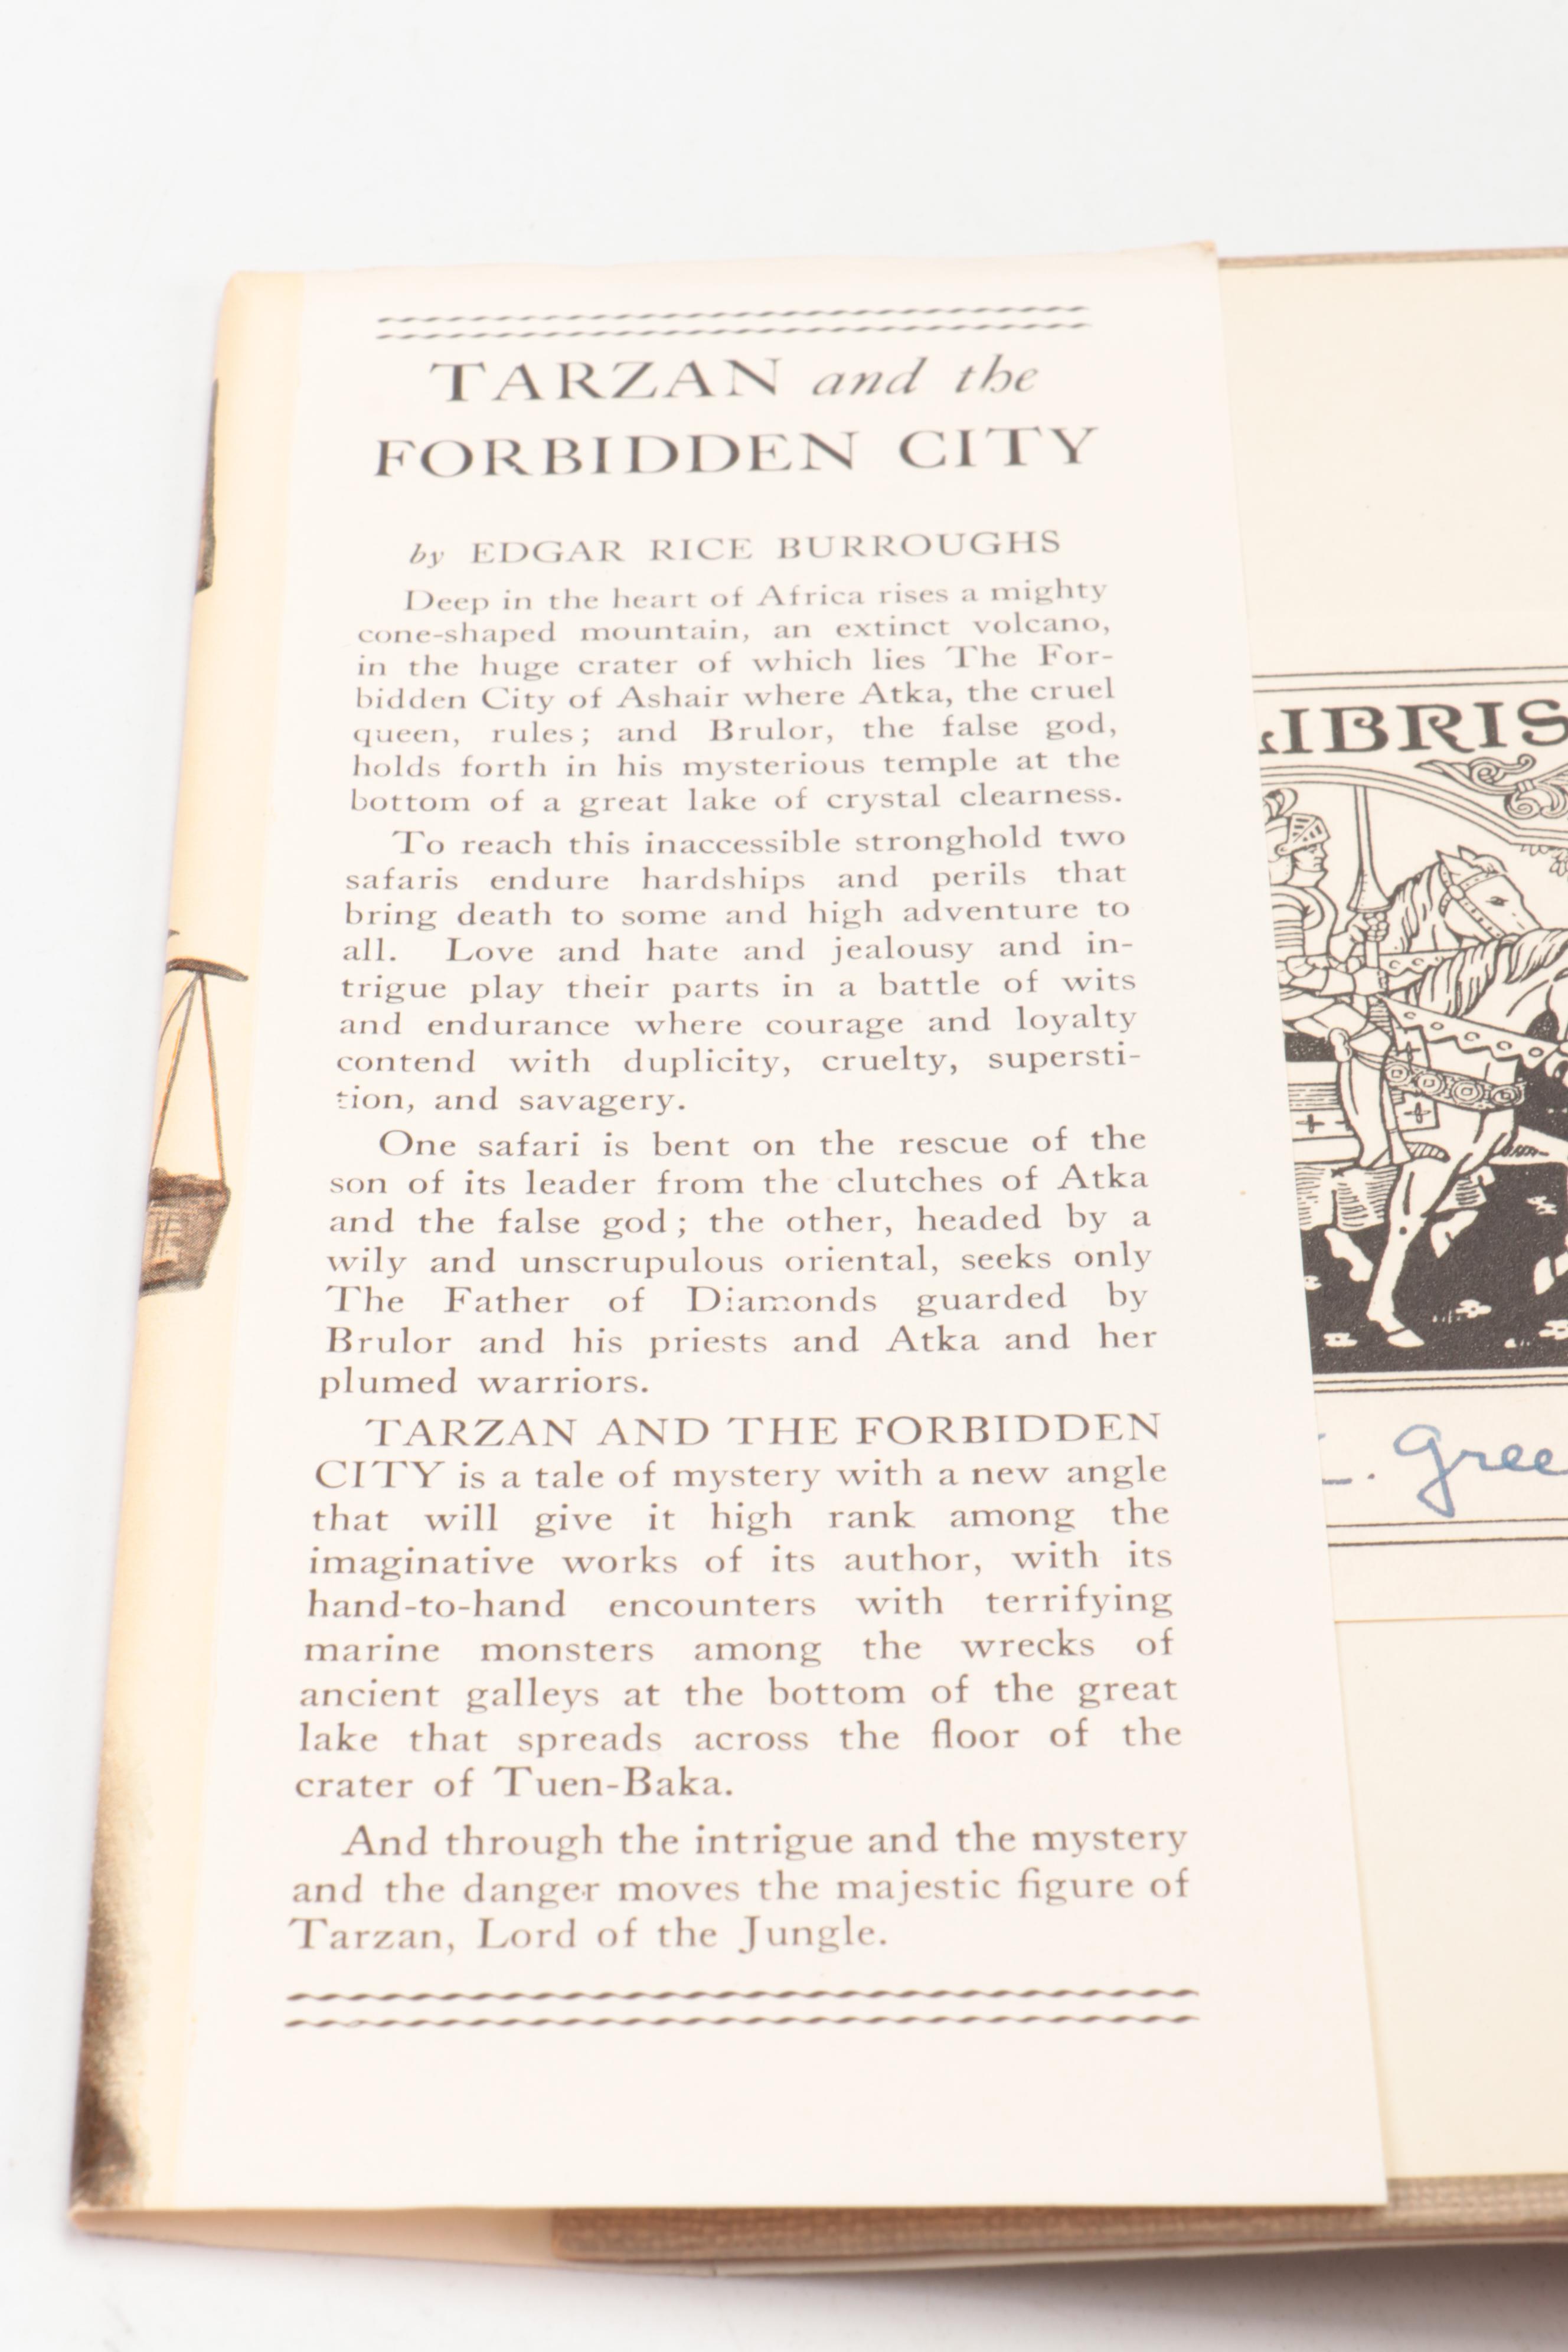 TARZAN and the
FORBIDDEN CITY
by EDGAR RICE BURROUGHS
Deep in the heart of Africa rises a mighty
cone-shaped mountain, an extinct volcano,
in the huge crater of which lies The For-
bidden City of Ashair where Atka, the cruel
queen, rules; and Brulor, the false god,
holds forth in his mysterious temple at the
bottom of a great lake of crystal clearness.
To reach this inaccessible stronghold two
safaris endure hardships and perils that
bring death to some and high adventure to
all. Love and hate and jealousy and in-
trigue play their parts in a battle of wits
and endurance where courage and loyalty
contend with duplicity, cruelty, supersti-
tion, and savagery.
One safari is bent on the rescue of the
son of its leader from the clutches of Atka
and the false god; the other, headed by a
wily and unscrupulous oriental, seeks only
The Father of Diamonds guarded by
Brulor and his priests and Atka and her
plumed warriors.
TARZAN AND THE FORBIDDEN
CITY is a tale of mystery with a new angle
that will give it high rank among the
imaginative works of its author, with its
hand-to-hand encounters with terrifying
marine monsters among the wrecks of
ancient galleys at the bottom of the great
lake that spreads across the floor of the
crater of Tuen-Baka.
And through the intrigue and the mystery
and the danger moves the majestic figure of
Tarzan, Lord of the Jungle.
LIBRIS
. Gree